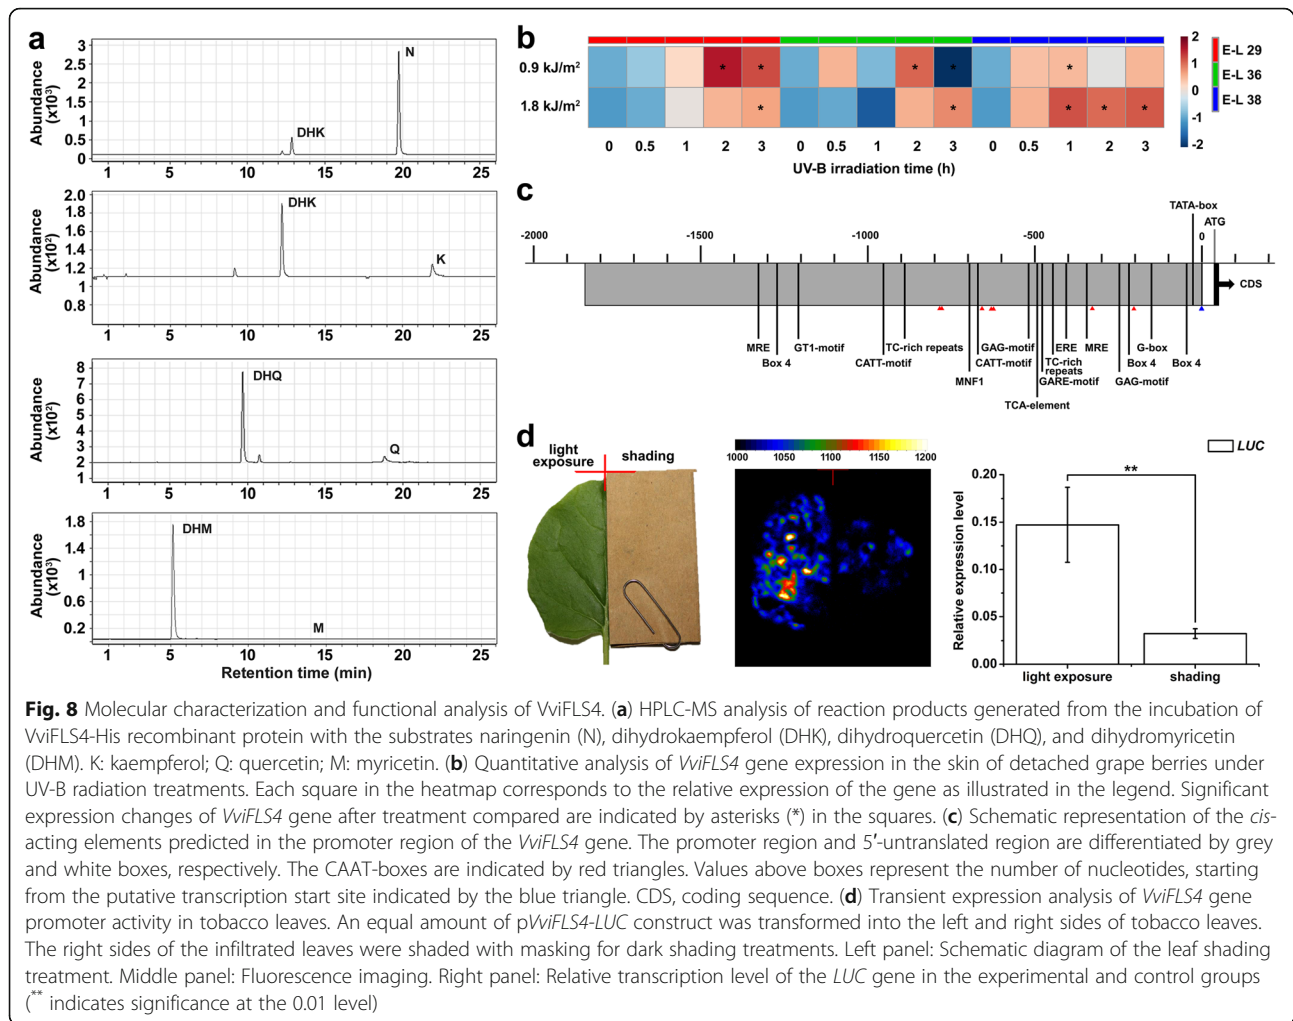 a
3
2.5
2
1.5
1
0.5
0
Abundance
(x10³)
N
DHK
1 5 10 15 20 25
2.0
1.8
1.6
1.4
1.2
1
0.8
Abundance
(x10²)
DHK
K
1 5 10 15 20 25
8
7
6
5
4
3
2
1
Abundance
(x10²)
DHQ
Q
1 5 10 15 20 25
1.8
1.4
1
0.6
0.2
Abundance
(x10³)
DHM
M
1 5 10 15 20 25
Retention time (min)
b
0.9 kJ/m²
* * * * *
1.8 kJ/m²
* * * * *
0 0.5 1 2 3 0 0.5 1 2 3 0 0.5 1 2 3
UV-B irradiation time (h)
2
1
0
-1
-2
E-L 29
E-L 36
E-L 38
c
TATA-box
ATG
-2000 -1500 -1000 -500 0
CDS
MRE GT1-motif TC-rich repeats GAG-motif ERE MRE G-box
Box 4 CATT-motif CATT-motif TC-rich repeats Box 4 Box 4
MNF1 GARE-motif GAG-motif
TCA-element
d
light
exposure
shading
1000 1050 1100 1150 1200
LUC
**
0.20
0.15
0.10
0.05
0.00
Relative expression level
light exposure shading
Fig. 8 Molecular characterization and functional analysis of VviFLS4. (a) HPLC-MS analysis of reaction products generated from the incubation of
VviFLS4-His recombinant protein with the substrates naringenin (N), dihydrokaempferol (DHK), dihydroquercetin (DHQ), and dihydromyricetin
(DHM). K: kaempferol; Q: quercetin; M: myricetin. (b) Quantitative analysis of VviFLS4 gene expression in the skin of detached grape berries under
UV-B radiation treatments. Each square in the heatmap corresponds to the relative expression of the gene as illustrated in the legend. Significant
expression changes of VviFLS4 gene after treatment compared are indicated by asterisks (*) in the squares. (c) Schematic representation of the cis-
acting elements predicted in the promoter region of the VviFLS4 gene. The promoter region and 5′-untranslated region are differentiated by grey
and white boxes, respectively. The CAAT-boxes are indicated by red triangles. Values above boxes represent the number of nucleotides, starting
from the putative transcription start site indicated by the blue triangle. CDS, coding sequence. (d) Transient expression analysis of VviFLS4 gene
promoter activity in tobacco leaves. An equal amount of pVviFLS4-LUC construct was transformed into the left and right sides of tobacco leaves.
The right sides of the infiltrated leaves were shaded with masking for dark shading treatments. Left panel: Schematic diagram of the leaf shading
treatment. Middle panel: Fluorescence imaging. Right panel: Relative transcription level of the LUC gene in the experimental and control groups
(** indicates significance at the 0.01 level)